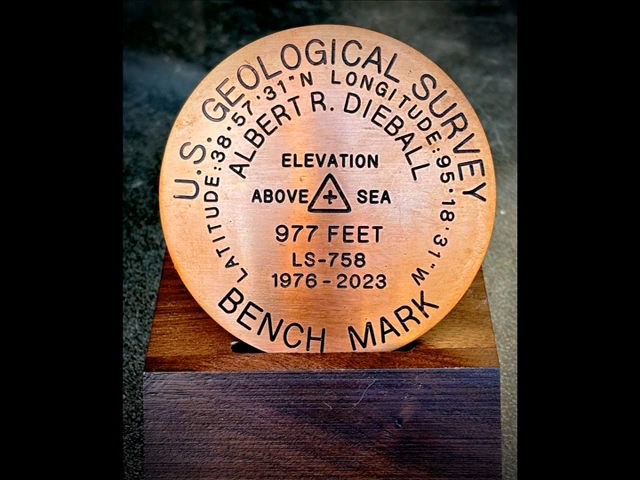 U.S. GEOLOGICAL SURVEY
LATITUDE:38·57'31"N LONGITUDE:95·18'31"W
ALBERT R. DIEBALL
ELEVATION
ABOVE SEA
977 FEET
LS-758
1976-2023
BENCH MARK